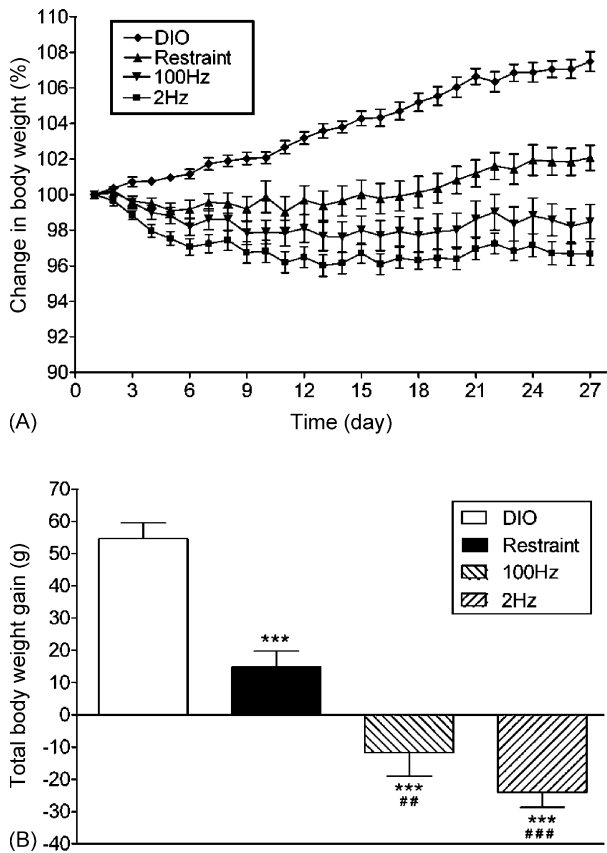 110
108
106
104
102
100
98
96
94
92
90
Change in body weight (%)
DIO
Restraint
100Hz
2Hz
0 3 6 9 12 15 18 21 24 27
(A)
Time (day)
70
60
50
40
30
20
10
0
-10
-20
-30
-40
Total body weight gain (g)
DIO
Restraint
100Hz
2Hz
***
***
##
***
###
(B)